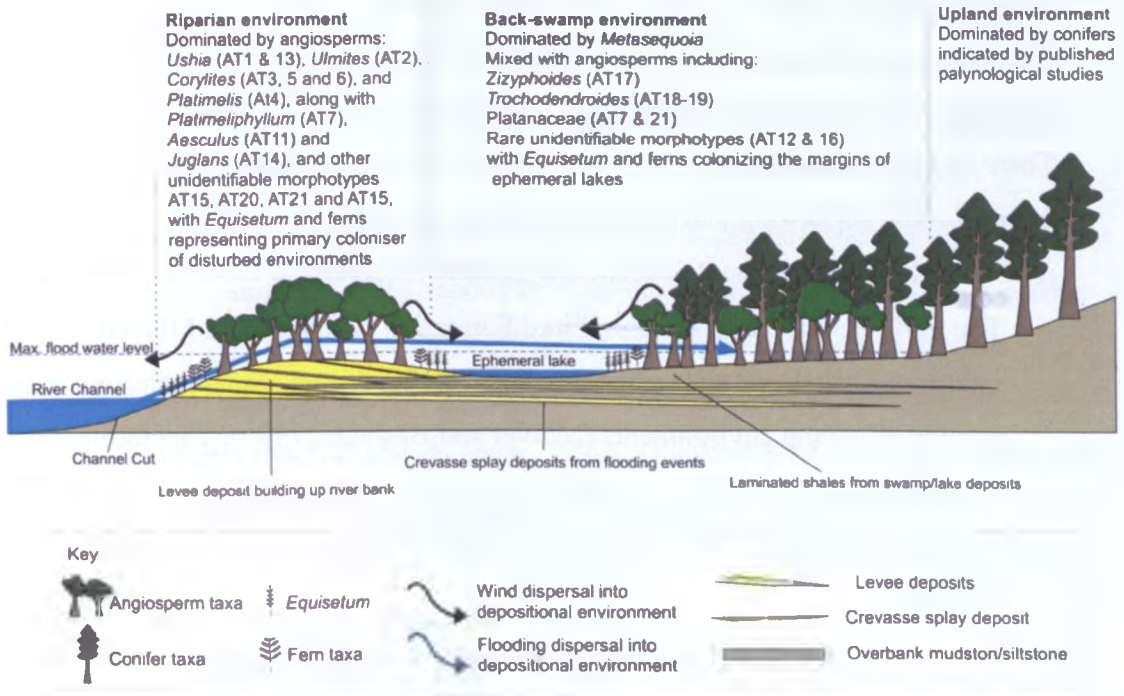 Riparian environment
Dominated by angiosperms:
Ushia (AT1 & 13), Ulmites (AT2),
Corylites (AT3, 5 and 6), and
Platimelis (At4), along with
Platimeliphyllum (AT7),
Aesculus (AT11) and
Juglans (AT14), and other
unidentifiable morphotypes
AT15, AT20, AT21 and AT15,
with Equisetum and ferns
representing primary coloniser
of disturbed environments
Back-swamp environment
Dominated by Metasequoia
Mixed with angiosperms including:
Zizyphoides (AT17)
Trochodendroides (AT18-19)
Platanaceae (AT7 & 21)
Rare unidentifiable morphotypes (AT12 & 16)
with Equisetum and ferns colonizing the margins of
ephemeral lakes
Upland environment
Dominated by conifers
indicated by published
palynological studies
Max. flood water level
Ephemeral lake
River Channel
Channel Cut
Crevasse splay deposits from flooding events
Levee deposit building up river bank
Laminated shales from swamp/lake deposits
Key
Angiosperm taxa
Equisetum
Wind dispersal into
depositional environment
Levee deposits
Crevasse splay deposit
Conifer taxa
Fern taxa
Flooding dispersal into
depositional environment
Overbank mudston/siltstone